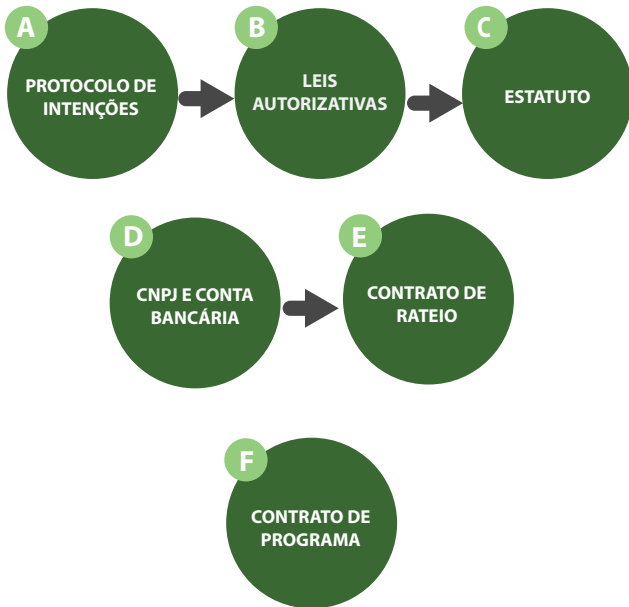 A
PROTOCOLO DE
INTENÇÕES
B
LEIS
AUTORIZATIVAS
C
ESTATUTO
D
CNPJ E CONTA
BANCÁRIA
E
CONTRATO DE
RATEIO
F
CONTRATO DE
PROGRAMA